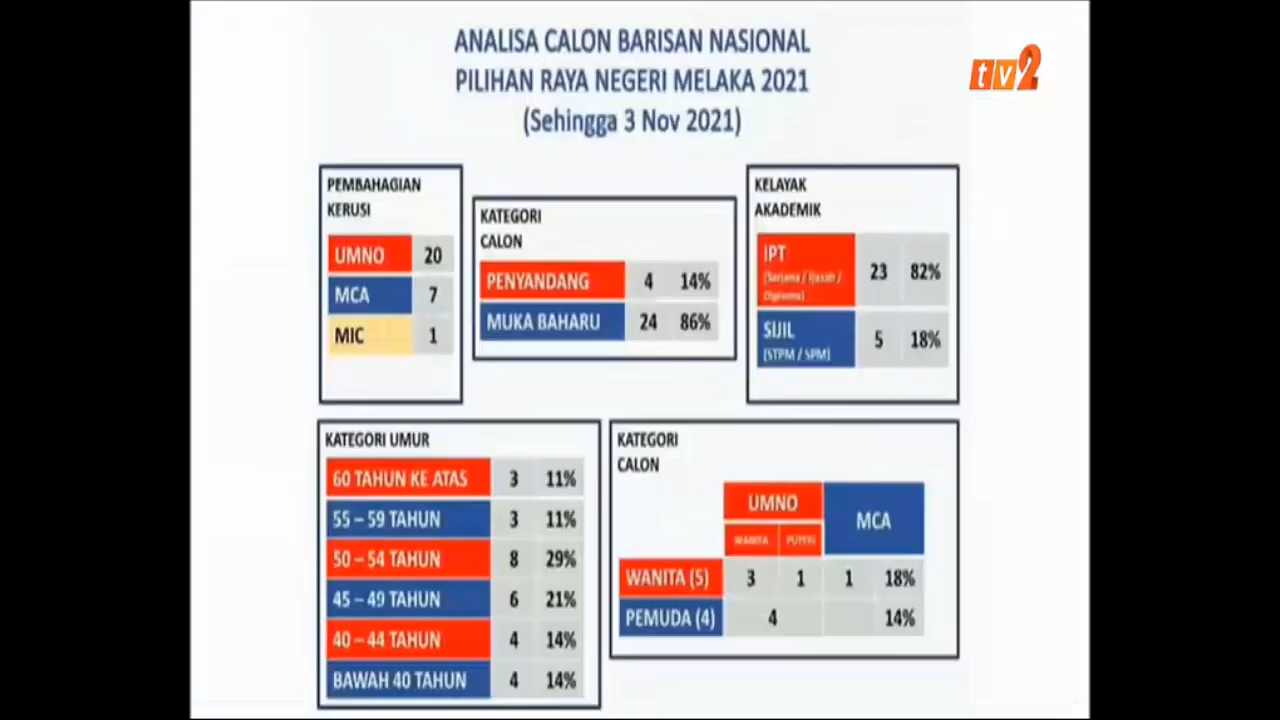 ANALISA CALON BARISAN NASIONAL
PILIHAN RAYA NEGERI MELAKA 2021
(Sehingga 3 Nov 2021)
tv2
PEMBAHAGIAN
KERUSI
UMNO 20
MCA 7
MIC 1
KATEGORI
CALON
PENYANDANG 4 14%
MUKA BAHARU 24 86%
KELAYAK
AKADEMIK
IPT 23 82%
(Sarjana / Ijazah /
Diploma)
SIJIL 5 18%
(STPM / SPM)
KATEGORI UMUR
60 TAHUN KE ATAS 3 11%
55 – 59 TAHUN 3 11%
50 – 54 TAHUN 8 29%
45 – 49 TAHUN 6 21%
40 – 44 TAHUN 4 14%
BAWAH 40 TAHUN 4 14%
KATEGORI
CALON
UMNO MCA
WANITA PUTERI
WANITA (5) 3 1 1 18%
PEMUDA (4) 4 14%